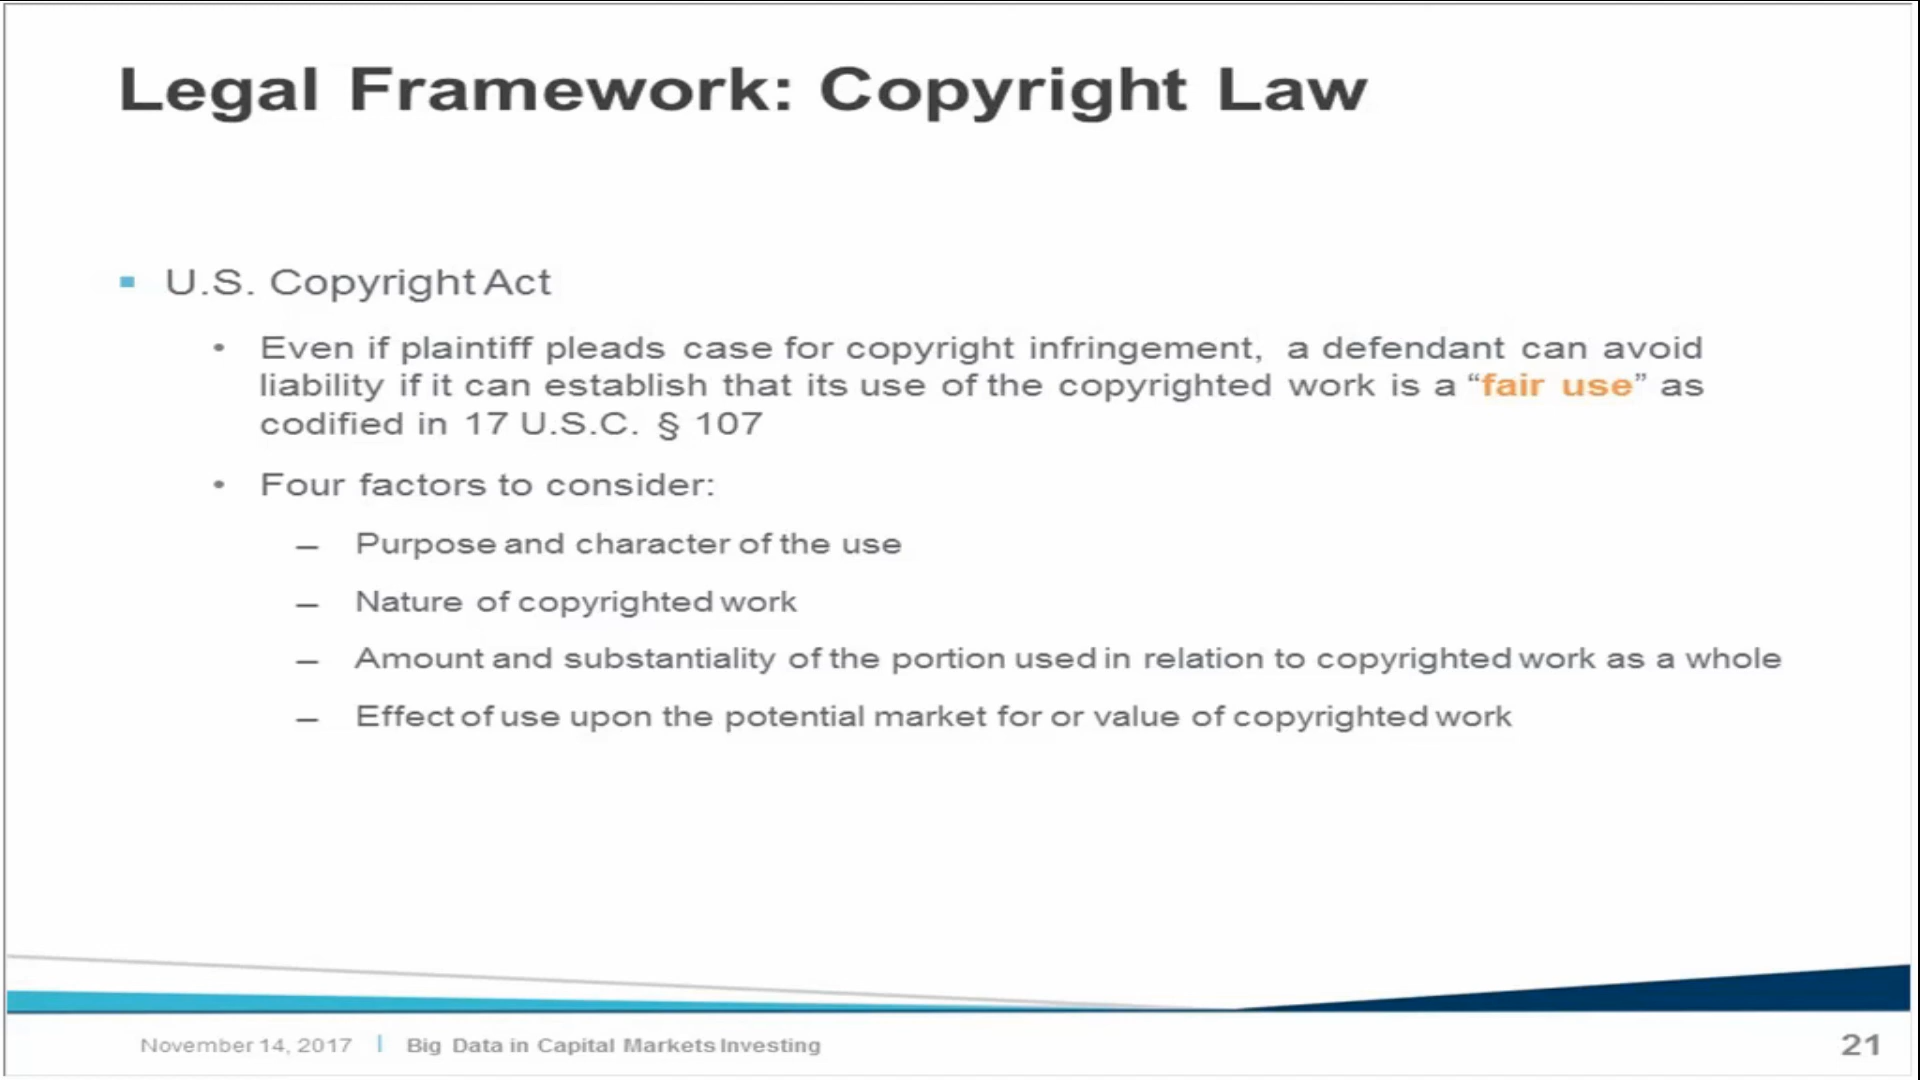 Legal Framework: Copyright Law
U.S. Copyright Act
Even if plaintiff pleads case for copyright infringement, a defendant can avoid
liability if it can establish that its use of the copyrighted work is a “fair use” as
codified in 17 U.S.C. § 107
Four factors to consider:
– Purpose and character of the use
– Nature of copyrighted work
– Amount and substantiality of the portion used in relation to copyrighted work as a whole
– Effect of use upon the potential market for or value of copyrighted work
November 14, 2017 | Big Data in Capital Markets Investing
21